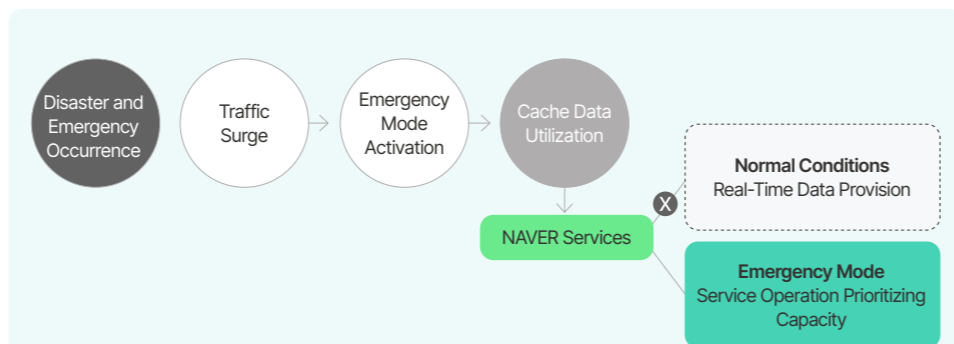 Disaster and
Emergency
Occurrence
Traffic
Surge
Emergency
Mode
Activation
Cache Data
Utilization
NAVER Services
X
Normal Conditions
Real-Time Data Provision
Emergency Mode
Service Operation Prioritizing
Capacity